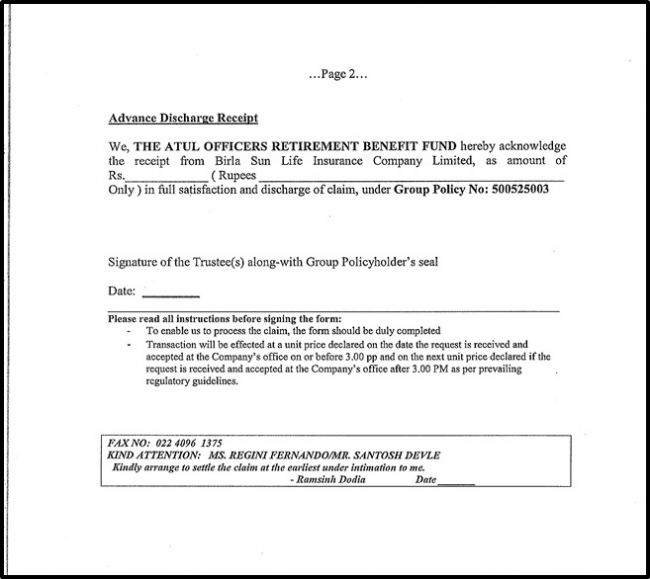 ...Page 2...
Advance Discharge Receipt
We, THE ATUL OFFICERS RETIREMENT BENEFIT FUND hereby acknowledge
the receipt from Birla Sun Life Insurance Company Limited, as amount of
Rs.____________ ( Rupees ____________________________________________
Only ) in full satisfaction and discharge of claim, under Group Policy No: 500525003
Signature of the Trustee(s) along-with Group Policyholder's seal
Date: ________
Please read all instructions before signing the form:
- To enable us to process the claim, the form should be duly completed
- Transaction will be effected at a unit price declared on the date the request is received and
accepted at the Company's office on or before 3.00 pp and on the next unit price declared if the
request is received and accepted at the Company's office after 3.00 PM as per prevailing
regulatory guidelines.
FAX NO: 022 4096 1375
KIND ATTENTION: MS. REGINI FERNANDO/MR. SANTOSH DEVLE
Kindly arrange to settle the claim at the earliest under intimation to me.
- Ramsinh Dodia Date______